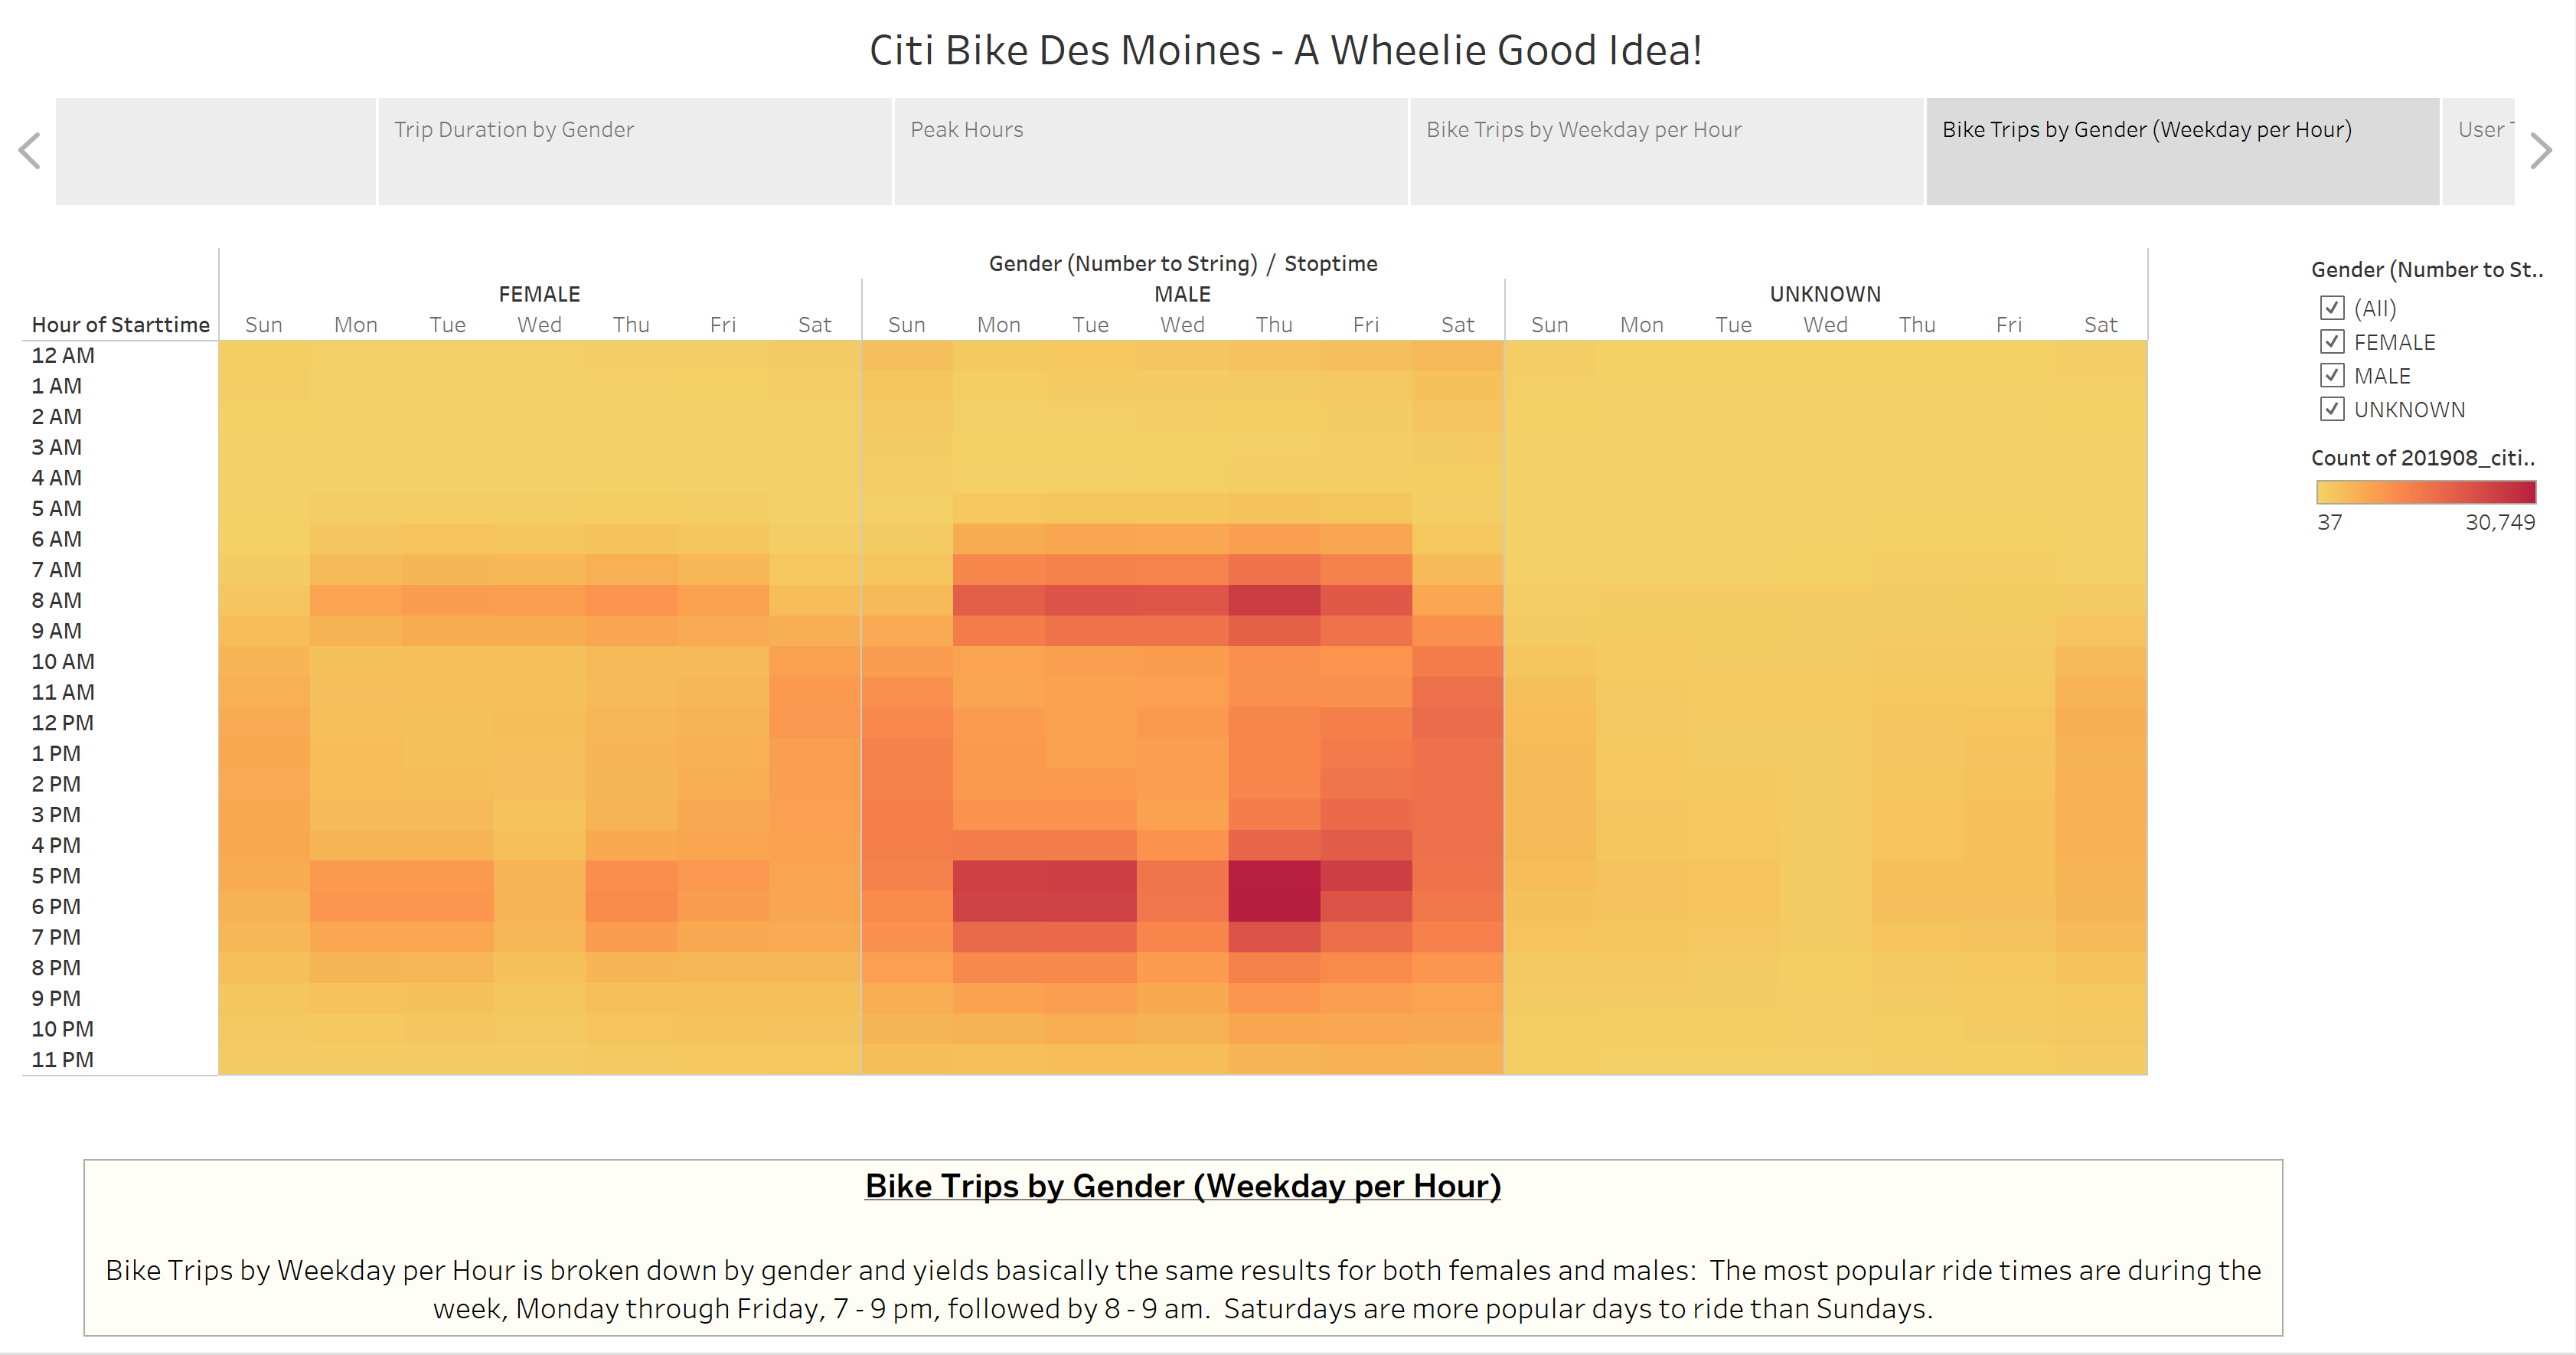 Citi Bike Des Moines - A Wheelie Good Idea!
Trip Duration by Gender
Peak Hours
Bike Trips by Weekday per Hour
Bike Trips by Gender (Weekday per Hour)
User
Gender (Number to String) / Stoptime
FEMALE MALE UNKNOWN
Hour of Starttime Sun Mon Tue Wed Thu Fri Sat Sun Mon Tue Wed Thu Fri Sat Sun Mon Tue Wed Thu Fri Sat
12 AM
1 AM
2 AM
3 AM
4 AM
5 AM
6 AM
7 AM
8 AM
9 AM
10 AM
11 AM
12 PM
1 PM
2 PM
3 PM
4 PM
5 PM
6 PM
7 PM
8 PM
9 PM
10 PM
11 PM
Gender (Number to St..
(All)
FEMALE
MALE
UNKNOWN
Count of 201908_citi..
37 30,749
Bike Trips by Gender (Weekday per Hour)
Bike Trips by Weekday per Hour is broken down by gender and yields basically the same results for both females and males:  The most popular ride times are during the
week, Monday through Friday, 7 - 9 pm, followed by 8 - 9 am.  Saturdays are more popular days to ride than Sundays.